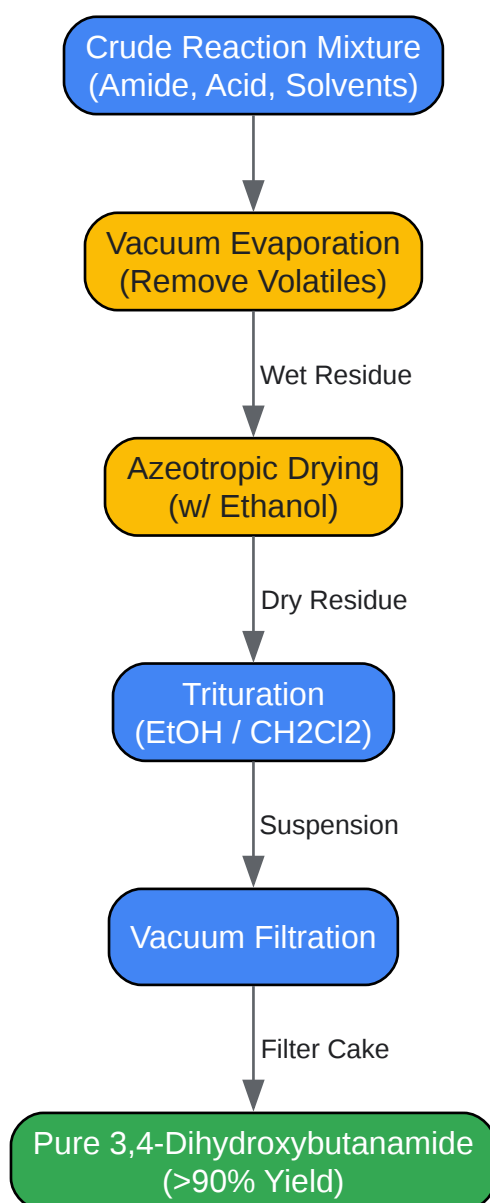 Crude Reaction Mixture
(Amide, Acid, Solvents)
Vacuum Evaporation
(Remove Volatiles)
Wet Residue
Azeotropic Drying
(w/ Ethanol)
Dry Residue
Trituration
(EtOH / CH2Cl2)
Suspension
Vacuum Filtration
Filter Cake
Pure 3,4-Dihydroxybutanamide
(>90% Yield)